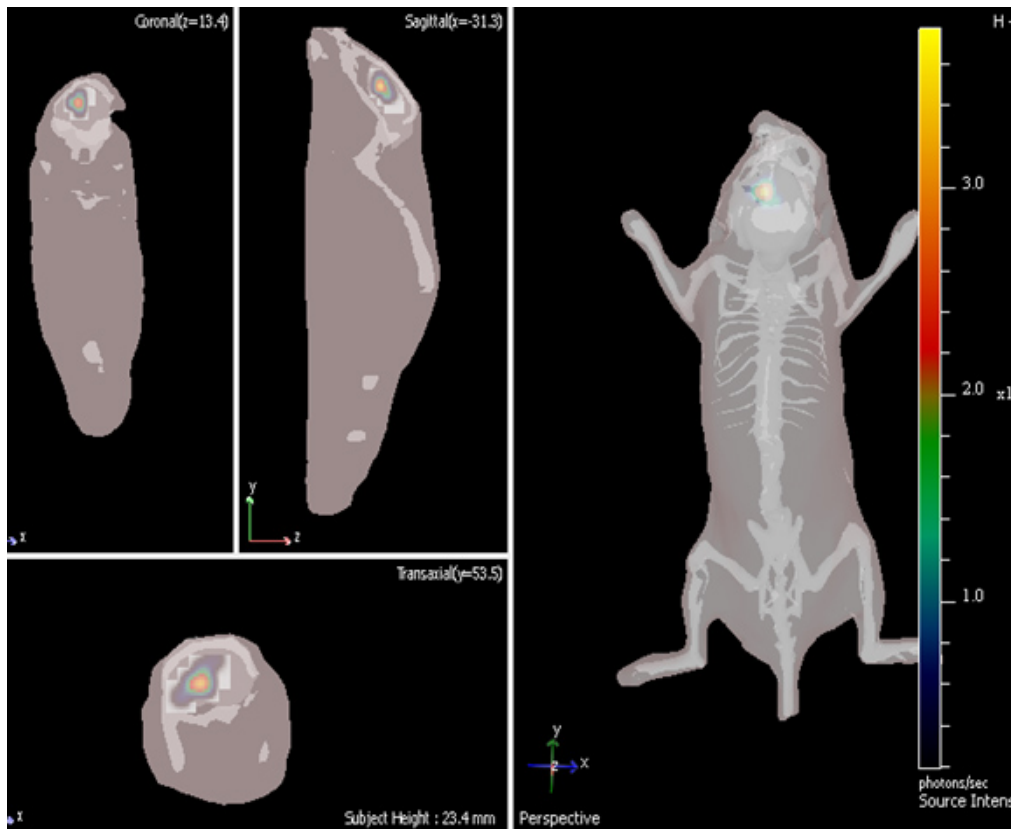 Coronal(z=13.4)
x
Sagittal(x=-31.3)
y
z
Transaxial(y=53.5)
x
Subject Height : 23.4 mm
H -
3.0
2.0
x1
1.0
y
z
x
Perspective
photons/sec
Source Intens